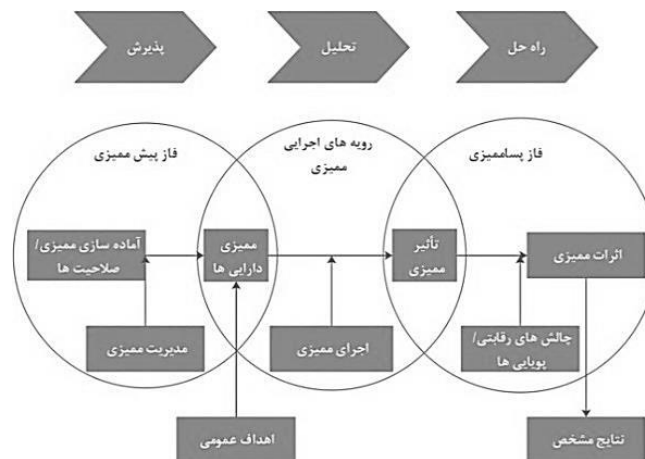 پذیرش
تحلیل
راه حل
فاز پیش ممیزی
رویه های اجرایی
ممیزی
فاز پساممیزی
آماده سازی ممیزی/
صلاحیت ها
ممیزی
دارایی ها
تأثیر
ممیزی
اثرات ممیزی
مدیریت ممیزی
اجرای ممیزی
چالش های رقابتی/
پویایی ها
اهداف عمومی
نتایج مشخص